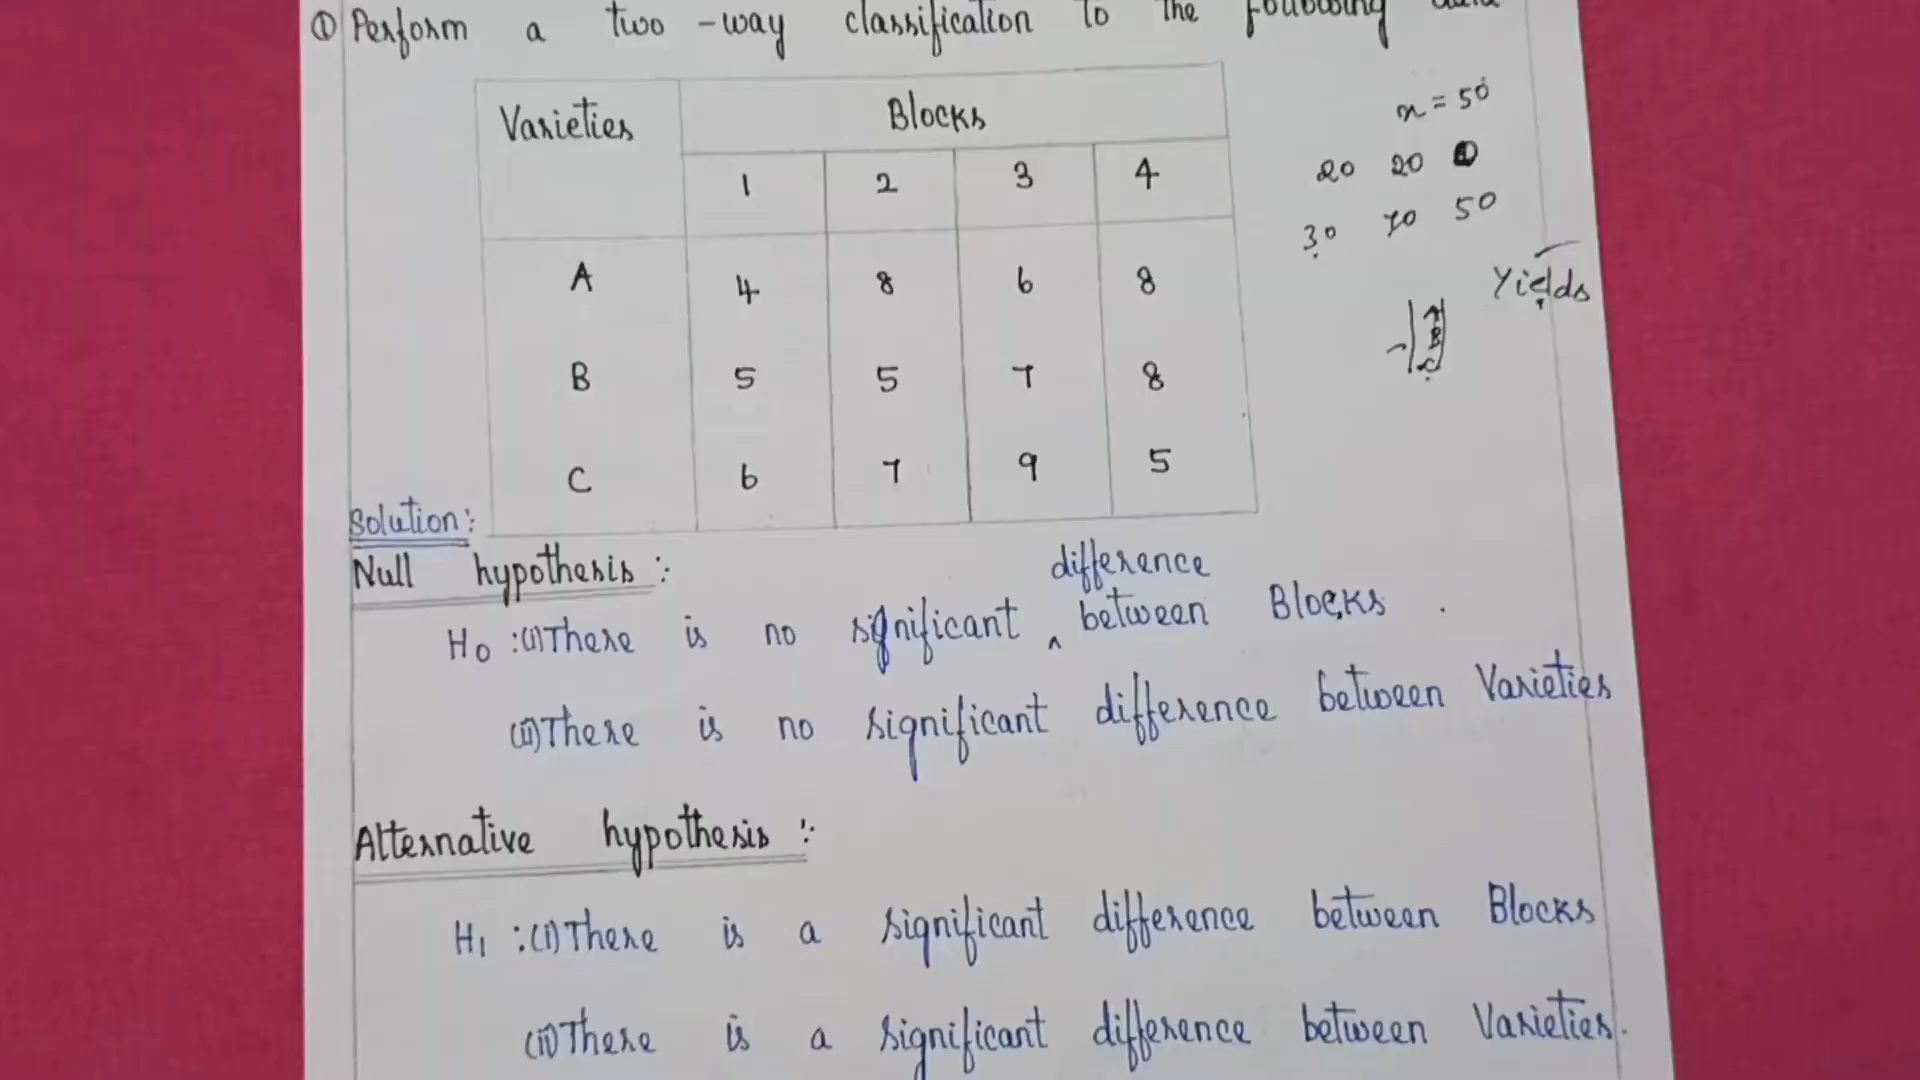 ① Perform a two-way classification to the following data
Varieties Blocks
1 2 3 4
A 4 8 6 8
B 5 5 7 8
C 6 7 9 5
n = 50
20 20
30 70 50
Yields
A
B
C
Solution:
Null hypothesis:
difference
H₀ :(i)There is no significant ^ between Blocks .
(ii)There is no significant difference between Varieties
Alternative hypothesis :
H₁ :(i)There is a significant difference between Blocks
(ii)There is a significant difference between Varieties.